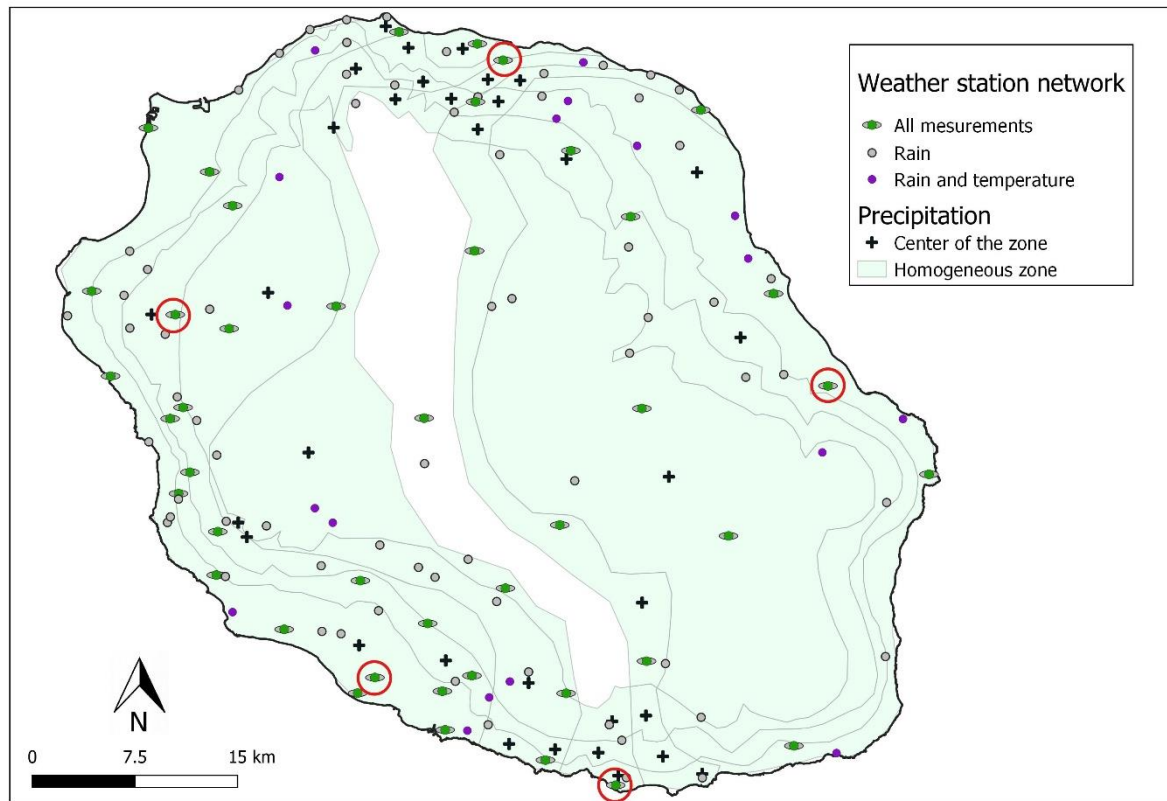 Weather station network
All mesurements
Rain
Rain and temperature
Precipitation
Center of the zone
Homogeneous zone
N
0 7.5 15 km